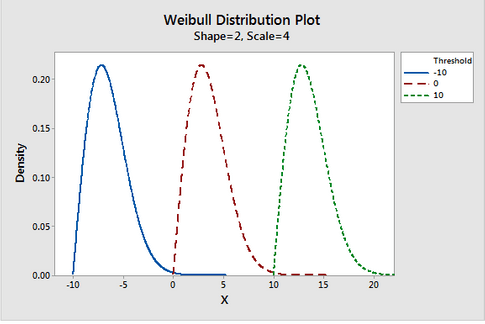 Weibull Distribution Plot
Shape=2, Scale=4
Threshold
-10
0
10
0.20
0.15
0.10
0.05
0.00
Density
-10 -5 0 5 10 15 20
X